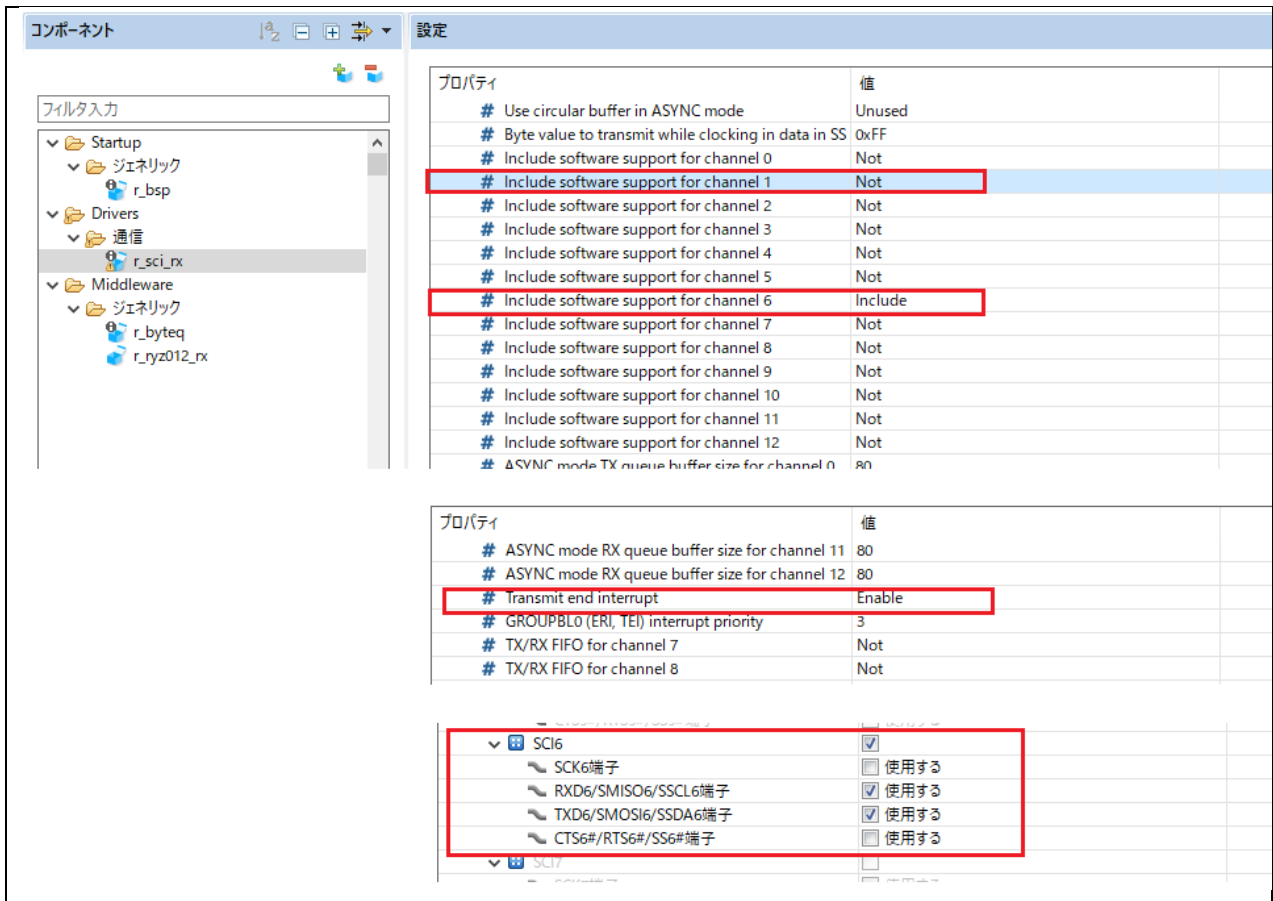 コンポーネント
設定
フィルタ入力
Startup
ジェネリック
r_bsp
Drivers
通信
r_sci_rx
Middleware
ジェネリック
r_byteq
r_ryz012_rx
プロパティ 値
# Use circular buffer in ASYNC mode Unused
# Byte value to transmit while clocking in data in SS 0xFF
# Include software support for channel 0 Not
# Include software support for channel 1 Not
# Include software support for channel 2 Not
# Include software support for channel 3 Not
# Include software support for channel 4 Not
# Include software support for channel 5 Not
# Include software support for channel 6 Include
# Include software support for channel 7 Not
# Include software support for channel 8 Not
# Include software support for channel 9 Not
# Include software support for channel 10 Not
# Include software support for channel 11 Not
# Include software support for channel 12 Not
# ASYNC mode TX queue buffer size for channel 0 80
プロパティ 値
# ASYNC mode RX queue buffer size for channel 11 80
# ASYNC mode RX queue buffer size for channel 12 80
# Transmit end interrupt Enable
# GROUPBL0 (ERI, TEI) interrupt priority 3
# TX/RX FIFO for channel 7 Not
# TX/RX FIFO for channel 8 Not
SCI6
SCK6端子 使用する
RXD6/SMISO6/SSCL6端子 使用する
TXD6/SMOSI6/SSDA6端子 使用する
CTS6#/RTS6#/SS6#端子 使用する
SCI7